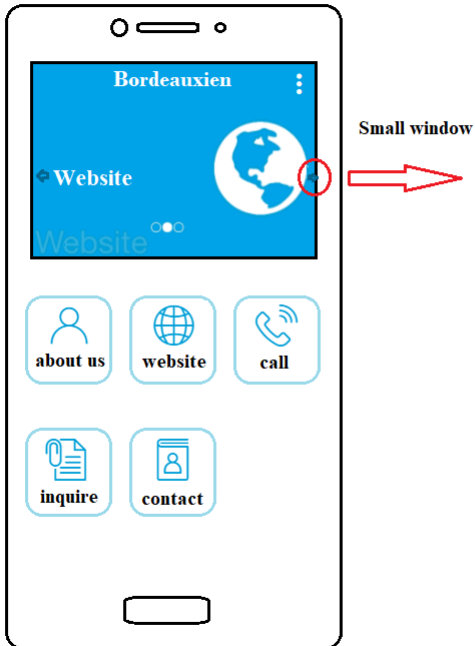 Bordeauxien
Small window
Website
Website
about us
website
call
inquire
contact